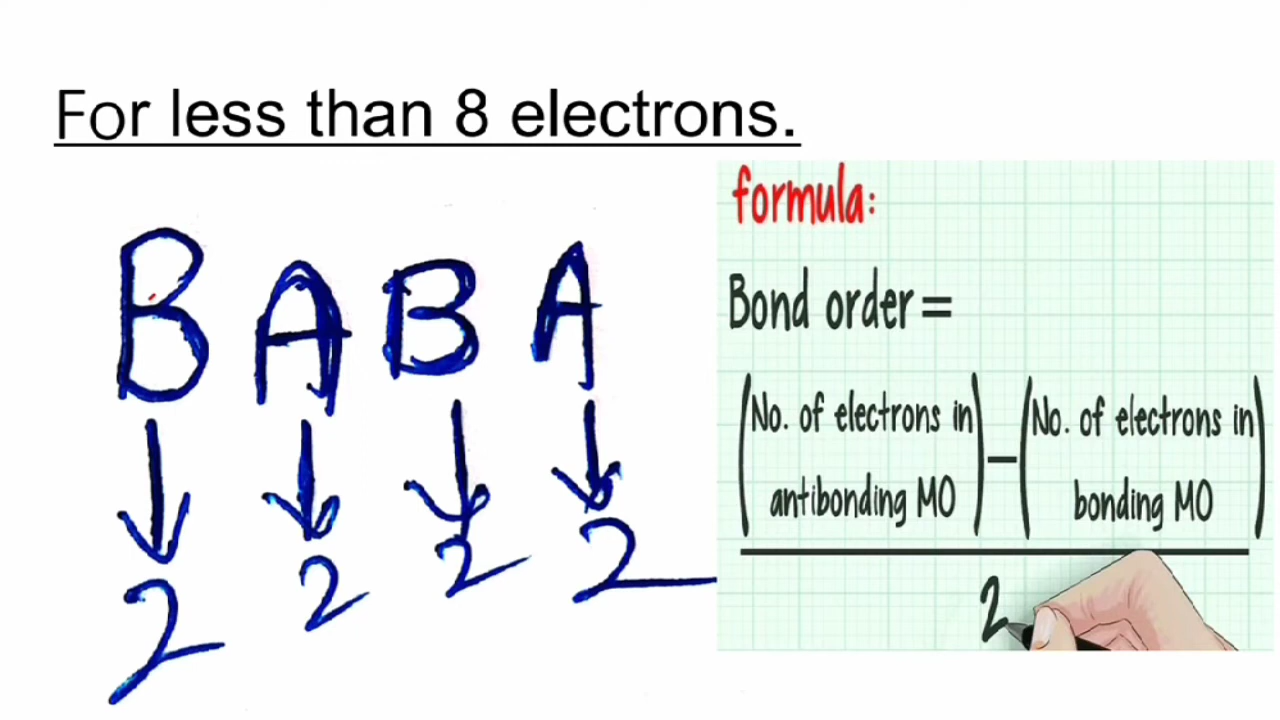 For less than 8 electrons.
B A B A
2 2 2 2
formula:
Bond order =
(No. of electrons in antibonding MO) – (No. of electrons in bonding MO)
2